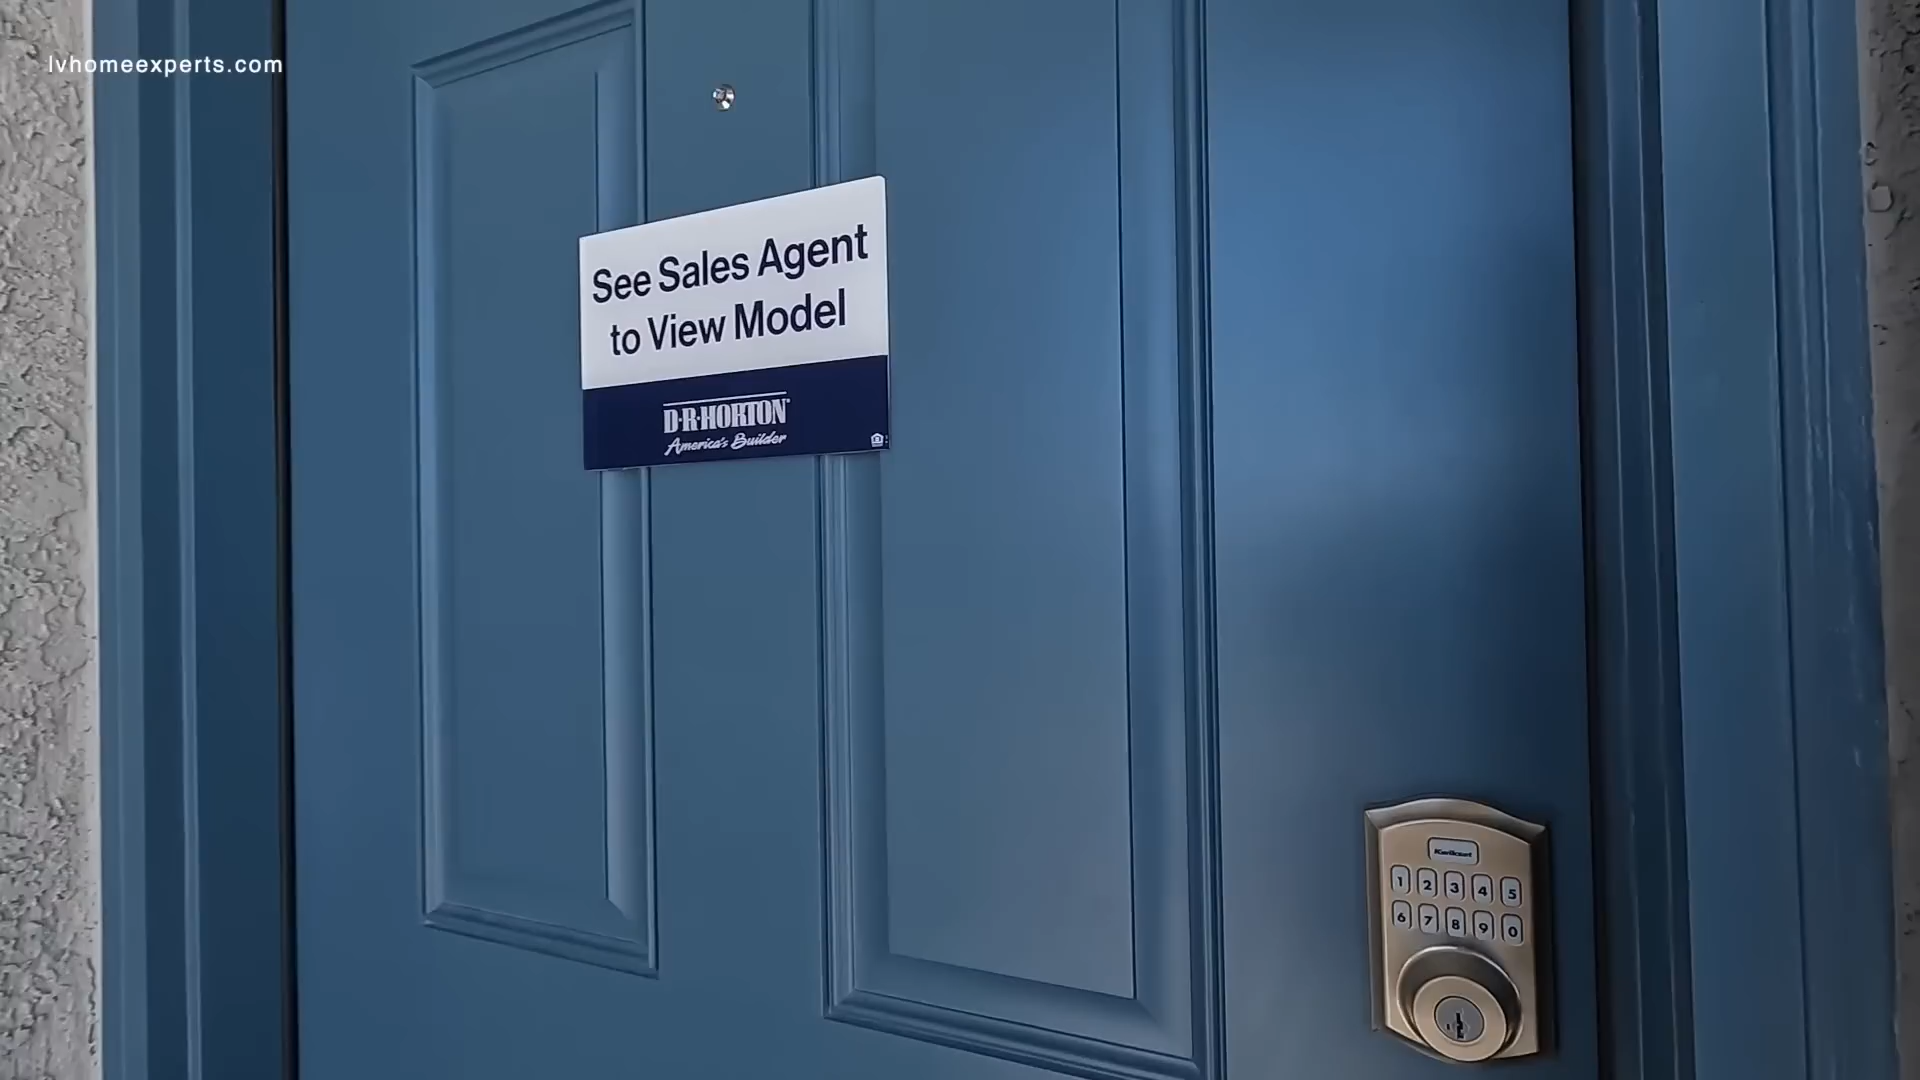 lvhomeexperts.com
See Sales Agent
to View Model
D·R·HORTON
America's Builder
Kwikset
1 2 3 4 5
6 7 8 9 0